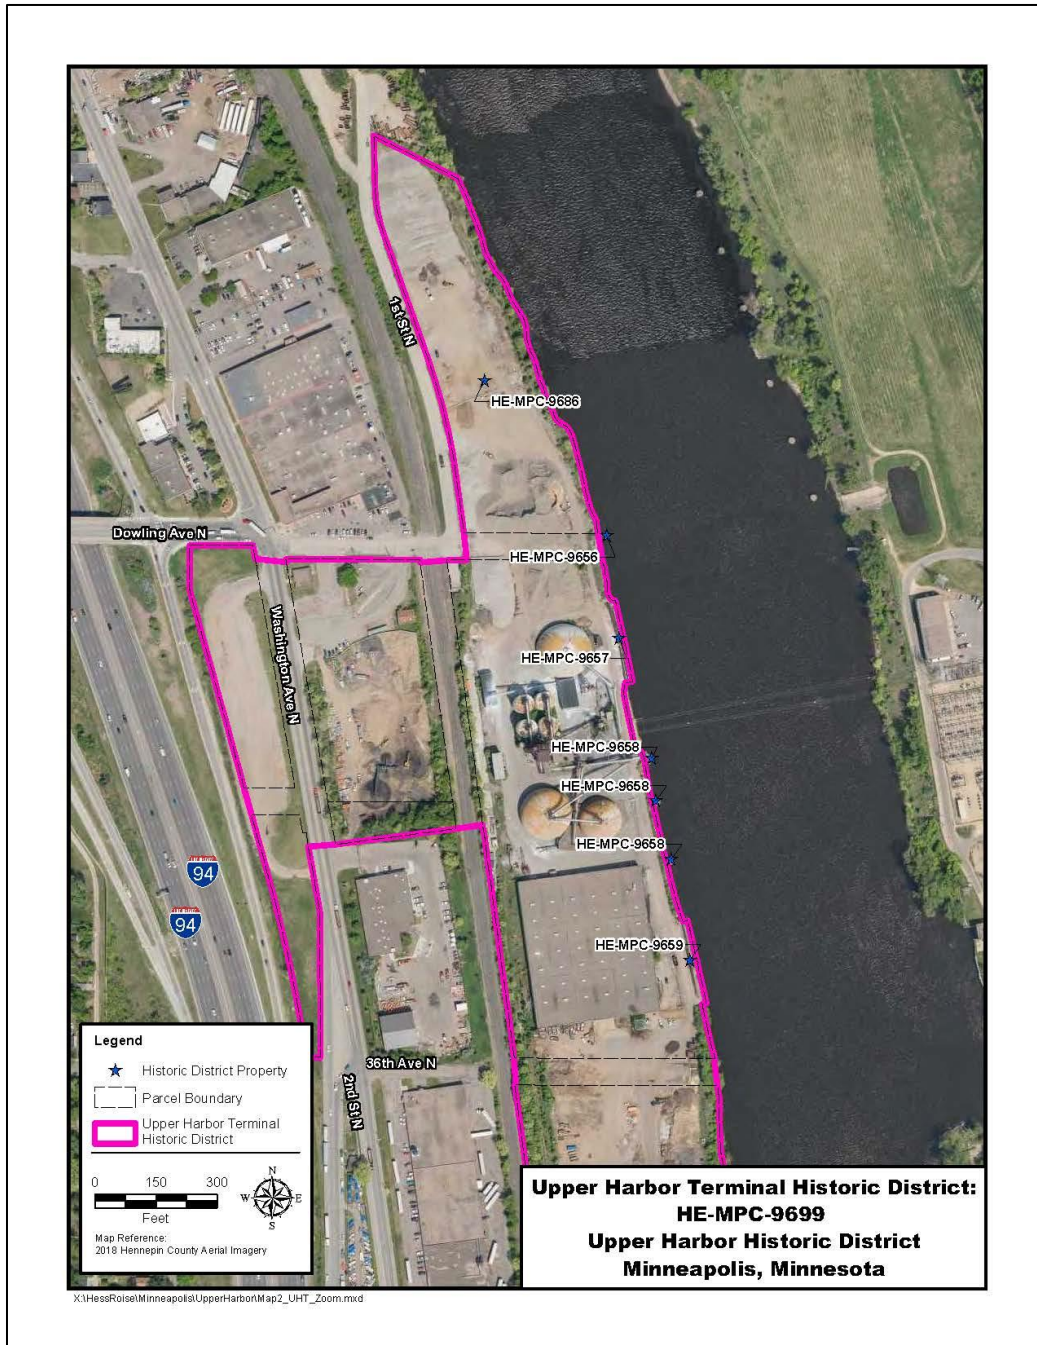 1st St N
HE-MPC-9686
Dowling Ave N
HE-MPC-9656
Washington Ave N
HE-MPC-9657
HE-MPC-9658
HE-MPC-9658
HE-MPC-9658
94
94
HE-MPC-9659
36th Ave N
2nd St N
Legend
Historic District Property
Parcel Boundary
Upper Harbor Terminal
Historic District
0 150 300
Feet
N
W E
S
Map Reference:
2018 Hennepin County Aerial Imagery
Upper Harbor Terminal Historic District:
HE-MPC-9699
Upper Harbor Historic District
Minneapolis, Minnesota
X:\HessRoise\Minneapolis\UpperHarbor\Map2_UHT_Zoom.mxd